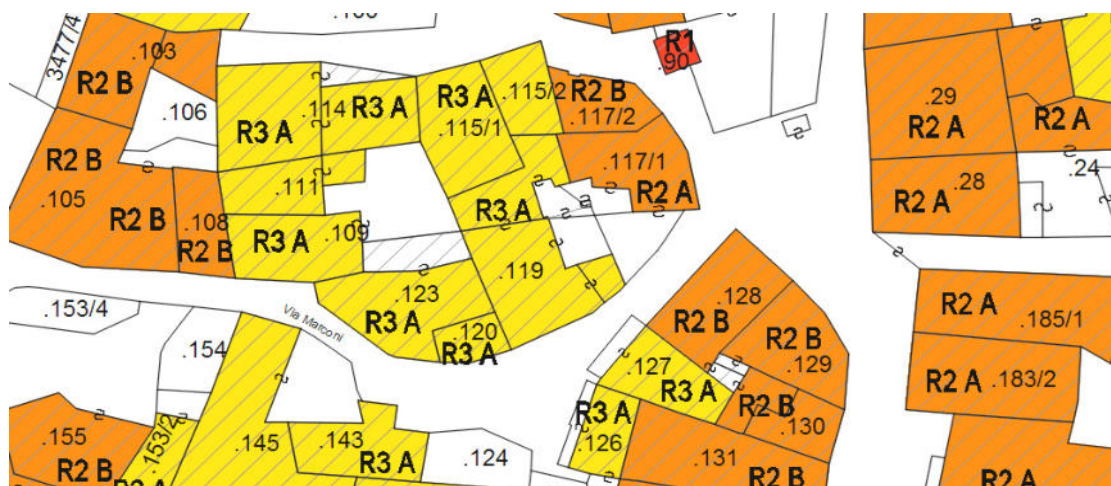 3477/4
.103
R2 B
.106
R2 B
.105
R2 B
.108
R2 B
.114
R3 A
R3 A
R3 A
.115/1
.115/2
R2 B
.117/2
.117/1
R2 A
.111
.109
R3 A
R3 A
.119
.123
R3 A
.120
R3 A
R1
.90
.29
R2 A
R2 A
.28
R2 A
.24
.153/4
Via Marconi
.154
.128
R2 B
R2 B
.129
.127
R3 A
R2 B
.130
R3 A
.126
.131
R2 B
R2 A
.185/1
R2 A
.183/2
R2 A
.155
R2 B
.153/2
.145
.143
R3 A
.124